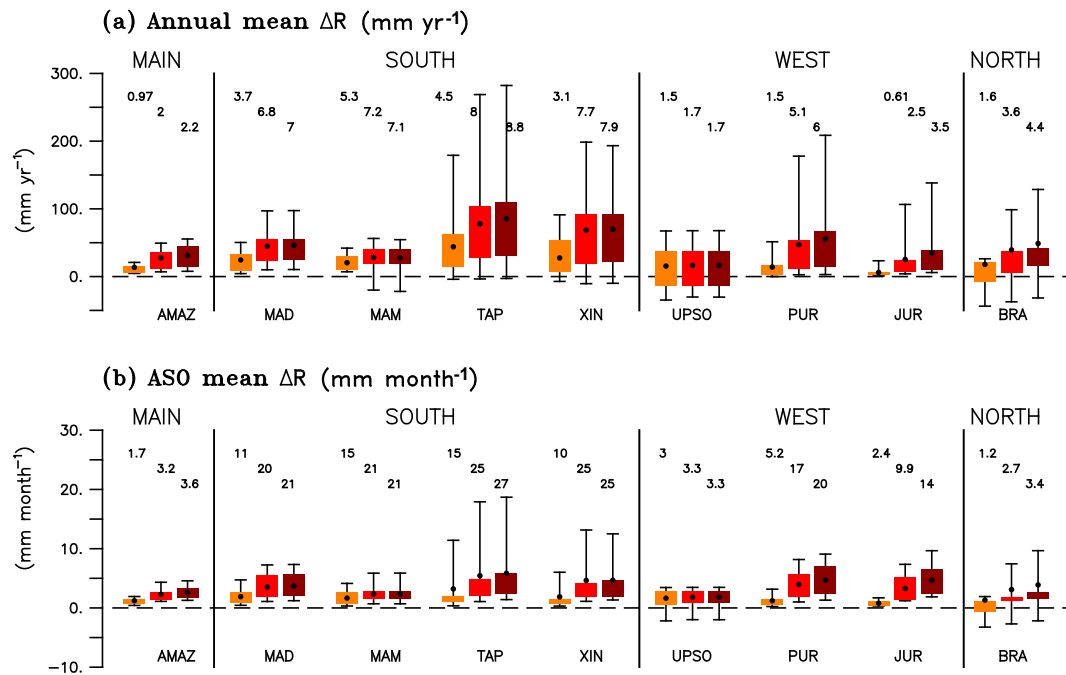 (a) Annual mean ΔR (mm yr⁻¹)
MAIN SOUTH WEST NORTH
300.
0.97 3.7 5.3 4.5 3.1 1.5 1.5 0.61 1.6
2 6.8 7.2 8 7.7 1.7 5.1 2.5 3.6
2.2 7 7.1 8.8 7.9 1.7 6 3.5 4.4
200.
(mm yr⁻¹)
100.
0.
AMAZ MAD MAM TAP XIN UPSO PUR JUR BRA
(b) ASO mean ΔR (mm month⁻¹)
MAIN SOUTH WEST NORTH
30.
1.7 11 15 15 10 3 5.2 2.4 1.2
3.2 20 21 25 25 3.3 17 9.9 2.7
3.6 21 21 27 25 3.3 20 14 3.4
20.
(mm month⁻¹)
10.
0.
AMAZ MAD MAM TAP XIN UPSO PUR JUR BRA
−10.